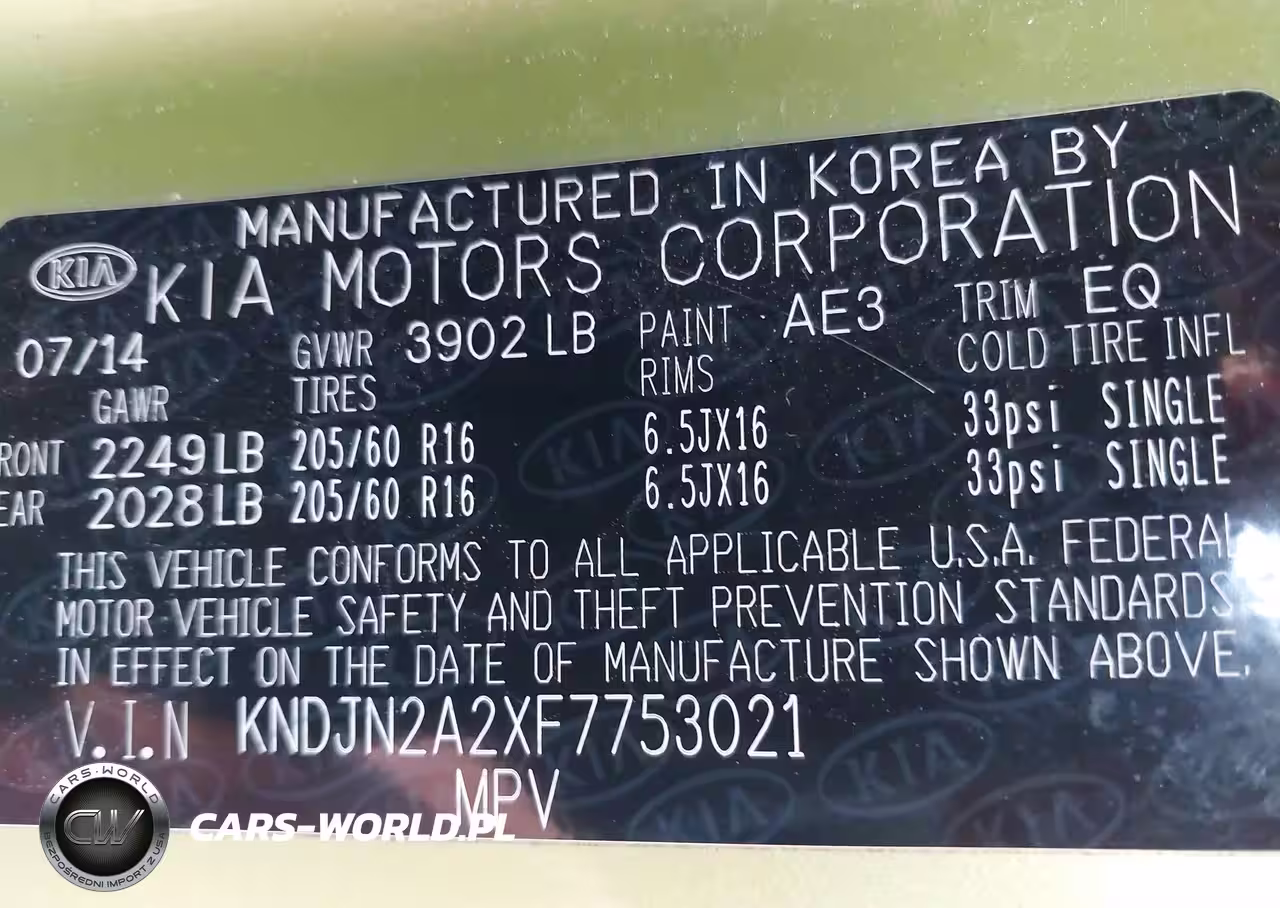 MANUFACTURED IN KOREA BY
KIA KIA MOTORS CORPORATION
07/14 GVWR 3902 LB PAINT AE3 TRIM EQ
GAWR TIRES RIMS COLD TIRE INFL
RONT 2249LB 205/60 R16 6.5JX16 33psi SINGLE
EAR 2028LB 205/60 R16 6.5JX16 33psi SINGLE
THIS VEHICLE CONFORMS TO ALL APPLICABLE U.S.A. FEDERAL
MOTOR VEHICLE SAFETY AND THEFT PREVENTION STANDARDS
IN EFFECT ON THE DATE OF MANUFACTURE SHOWN ABOVE.
V.I.N KNDJN2A2XF7753021
MPV
CARS-WORLD
CW
BEZPOŚREDNI IMPORT Z USA
CARS-WORLD.PL